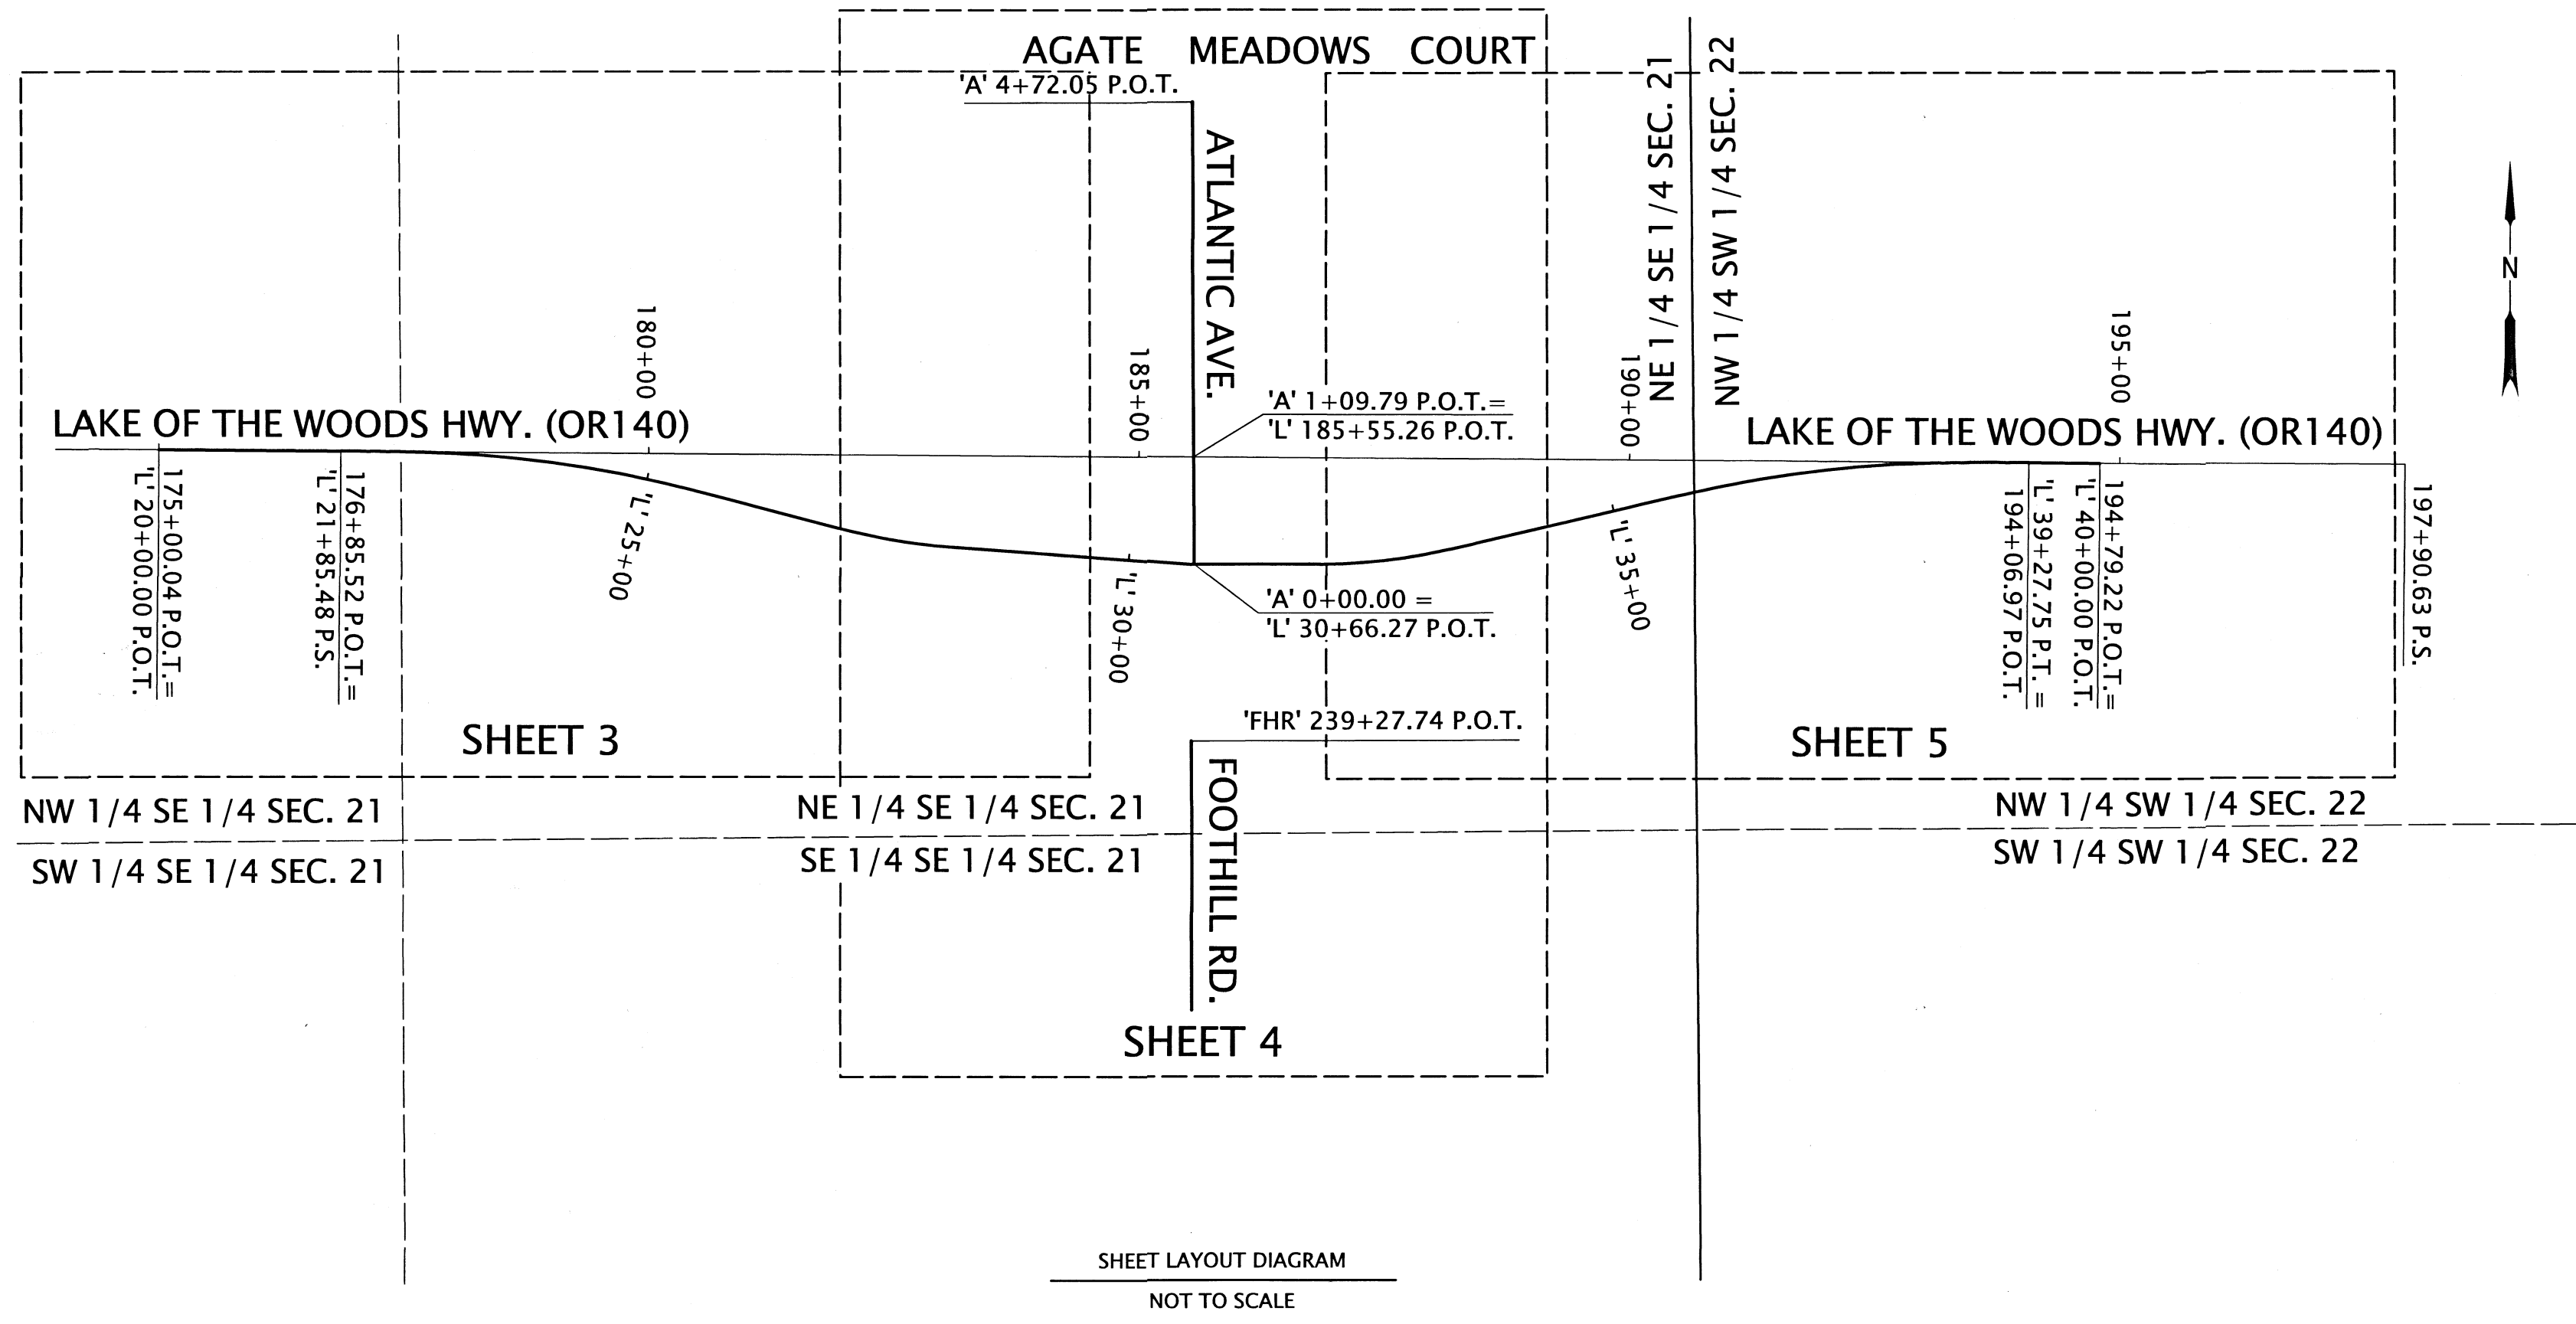 AGATE MEADOWS COURT
'A' 4+72.05 P.O.T.
ATLANTIC AVE.
NE 1/4 SE 1/4 SEC. 21
NW 1/4 SW 1/4 SEC. 22
N
180+00
185+00
190+00
195+00
'A' 1+09.79 P.O.T.=
'L' 185+55.26 P.O.T.
LAKE OF THE WOODS HWY. (OR140)
LAKE OF THE WOODS HWY. (OR140)
175+00.04 P.O.T.=
'L' 20+00.00 P.O.T.
176+85.52 P.O.T.=
'L' 21+85.48 P.S.
'L' 25+00
'L' 30+00
'L' 35+00
'A' 0+00.00 =
'L' 30+66.27 P.O.T.
'L' 39+27.75 P.T. =
194+06.97 P.O.T.
194+79.22 P.O.T.=
'L' 40+00.00 P.O.T.
197+90.63 P.S.
'FHR' 239+27.74 P.O.T.
SHEET 3
SHEET 5
FOOTHILL RD.
NW 1/4 SE 1/4 SEC. 21
NE 1/4 SE 1/4 SEC. 21
NW 1/4 SW 1/4 SEC. 22
SW 1/4 SE 1/4 SEC. 21
SE 1/4 SE 1/4 SEC. 21
SW 1/4 SW 1/4 SEC. 22
SHEET 4
SHEET LAYOUT DIAGRAM
NOT TO SCALE